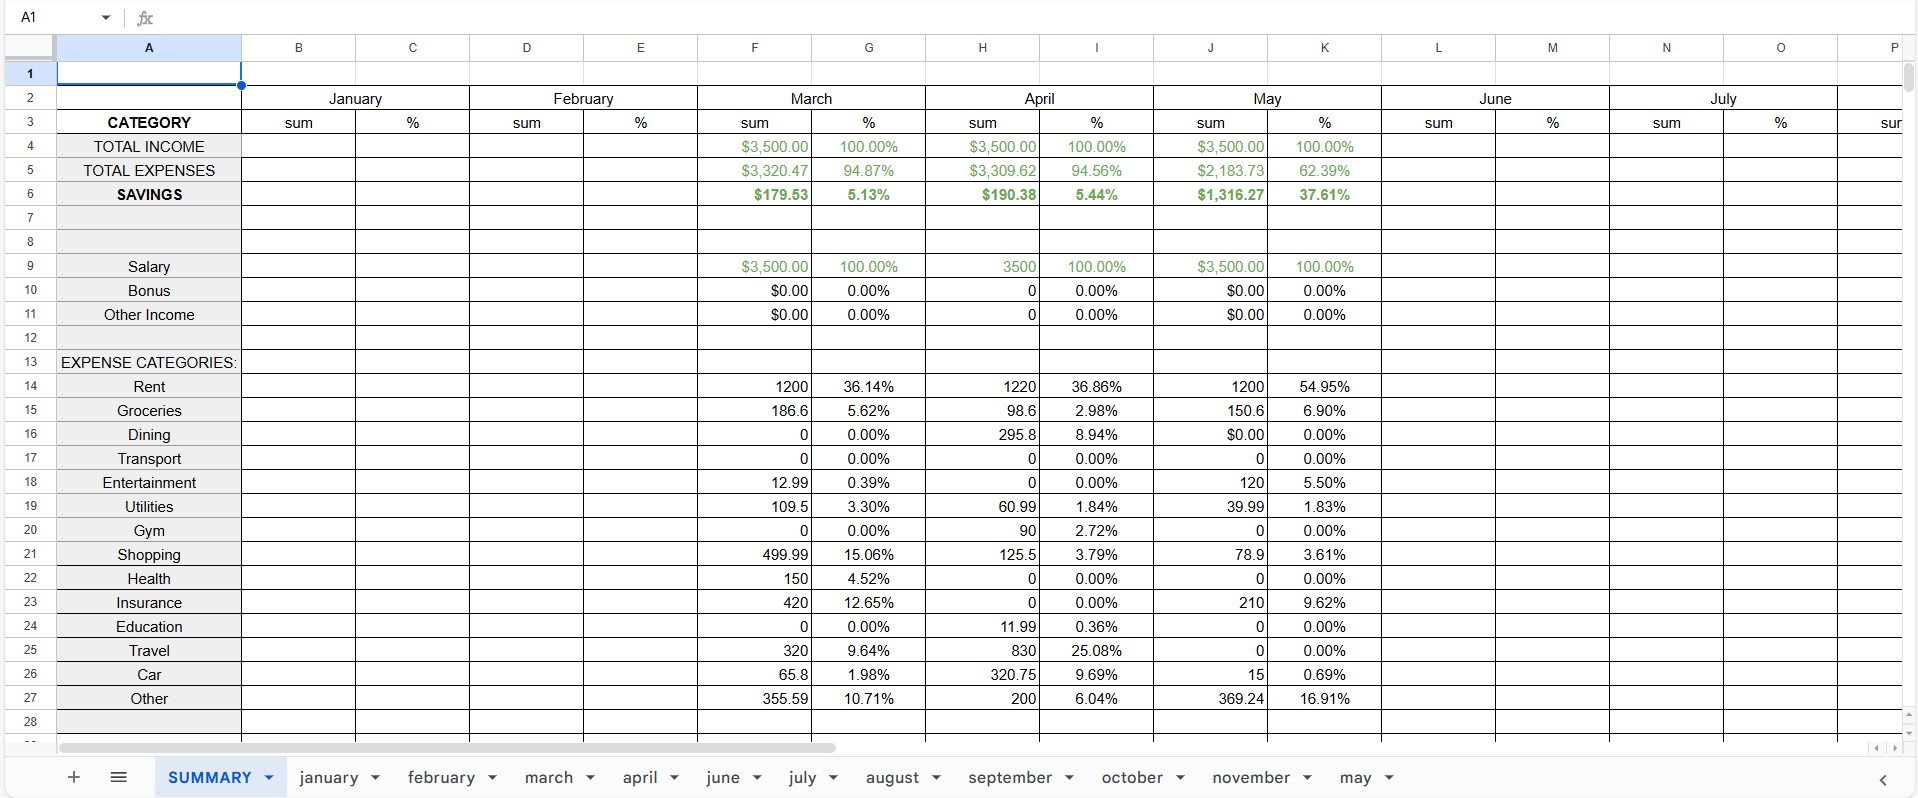 A1 fx
A B C D E F G H I J K L M N O P
1
2 January February March April May June July
3 CATEGORY sum % sum % sum % sum % sum % sum % sum % sur
4 TOTAL INCOME $3,500.00 100.00% $3,500.00 100.00% $3,500.00 100.00%
5 TOTAL EXPENSES $3,320.47 94.87% $3,309.62 94.56% $2,183.73 62.39%
6 SAVINGS $179.53 5.13% $190.38 5.44% $1,316.27 37.61%
7
8
9 Salary $3,500.00 100.00% 3500 100.00% $3,500.00 100.00%
10 Bonus $0.00 0.00% 0 0.00% $0.00 0.00%
11 Other Income $0.00 0.00% 0 0.00% $0.00 0.00%
12
13 EXPENSE CATEGORIES:
14 Rent 1200 36.14% 1220 36.86% 1200 54.95%
15 Groceries 186.6 5.62% 98.6 2.98% 150.6 6.90%
16 Dining 0 0.00% 295.8 8.94% $0.00 0.00%
17 Transport 0 0.00% 0 0.00% 0 0.00%
18 Entertainment 12.99 0.39% 0 0.00% 120 5.50%
19 Utilities 109.5 3.30% 60.99 1.84% 39.99 1.83%
20 Gym 0 0.00% 90 2.72% 0 0.00%
21 Shopping 499.99 15.06% 125.5 3.79% 78.9 3.61%
22 Health 150 4.52% 0 0.00% 0 0.00%
23 Insurance 420 12.65% 0 0.00% 210 9.62%
24 Education 0 0.00% 11.99 0.36% 0 0.00%
25 Travel 320 9.64% 830 25.08% 0 0.00%
26 Car 65.8 1.98% 320.75 9.69% 15 0.69%
27 Other 355.59 10.71% 200 6.04% 369.24 16.91%
28
SUMMARY january february march april june july august september october november may